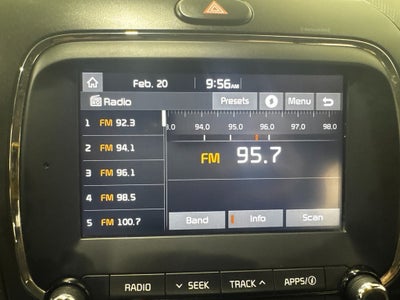 Feb. 20 9:56AM
Radio Presets Menu
1 FM 92.3
2 FM 94.1
3 FM 96.1
4 FM 98.5
5 FM 100.7
.0 94.0 95.0 96.0 97.0 98.0
FM 95.7
Band Info Scan
RADIO SEEK TRACK APPS/i